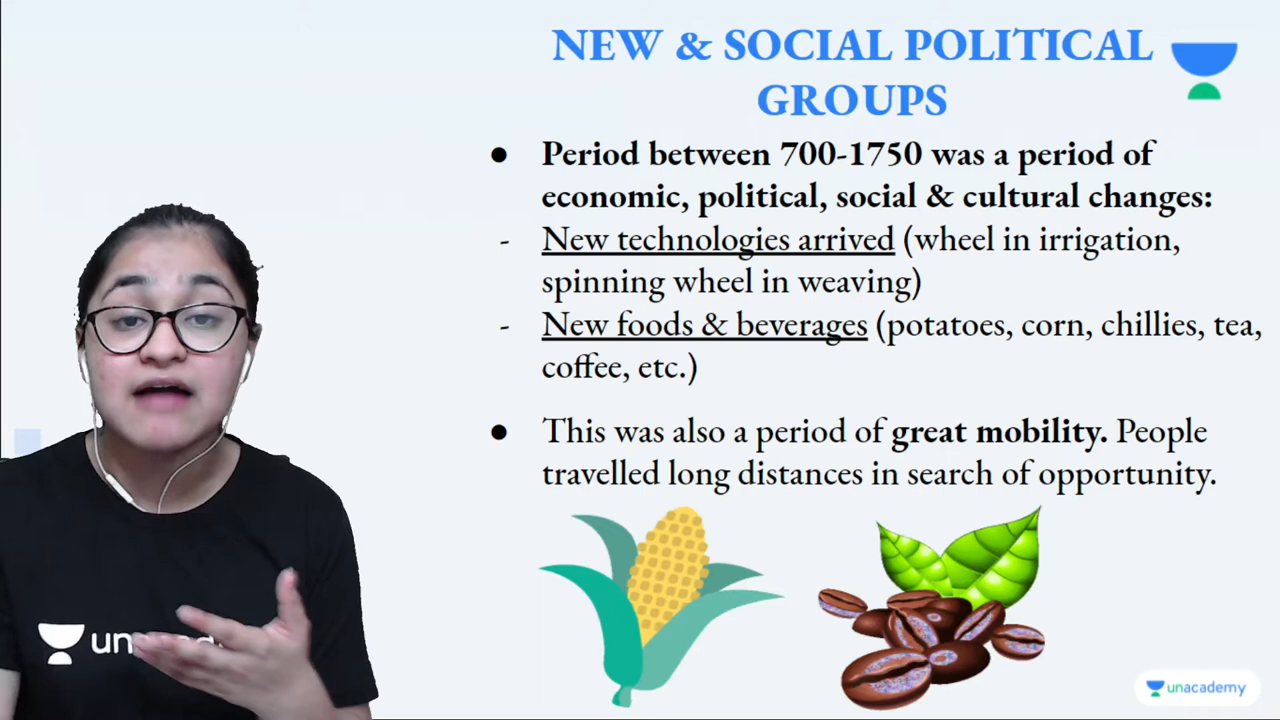 NEW & SOCIAL POLITICAL
GROUPS
● Period between 700-1750 was a period of
economic, political, social & cultural changes:
- New technologies arrived (wheel in irrigation,
spinning wheel in weaving)
- New foods & beverages (potatoes, corn, chillies, tea,
coffee, etc.)
● This was also a period of great mobility. People
travelled long distances in search of opportunity.
unacademy